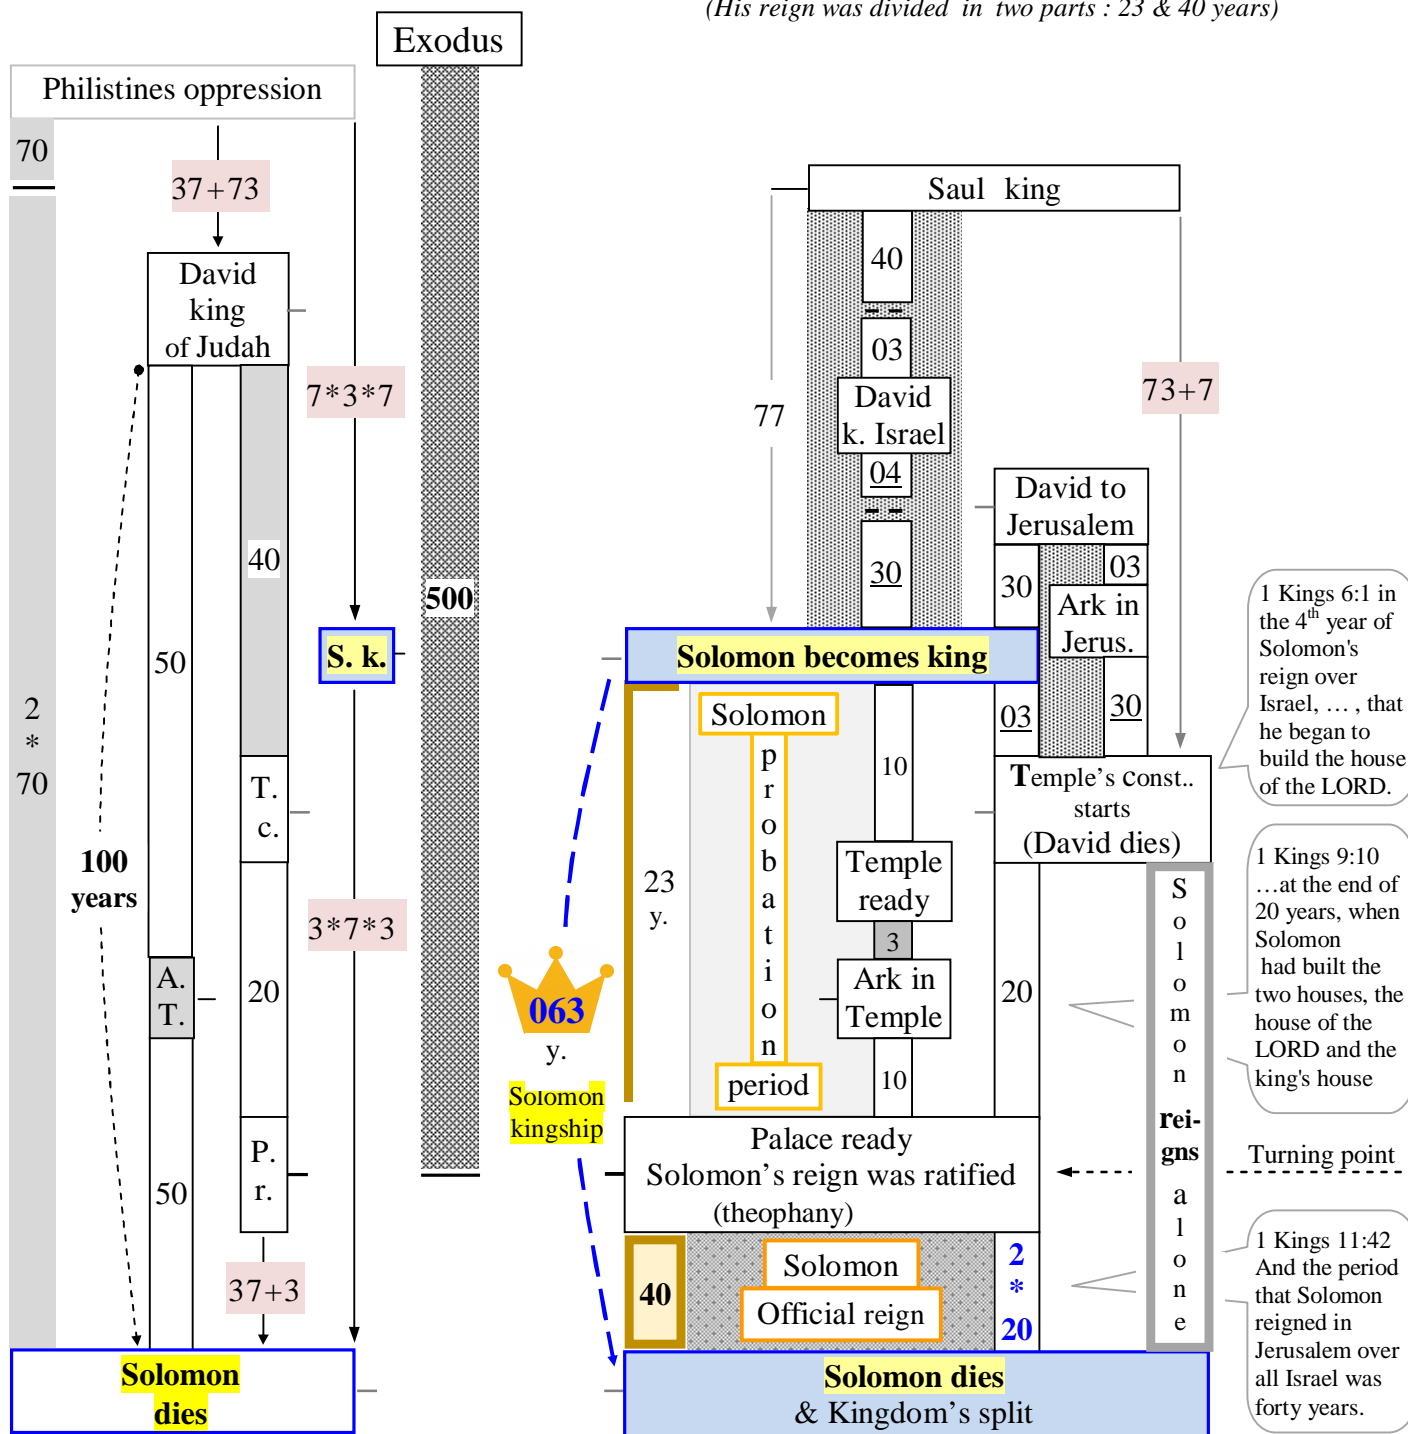 (His reign was divided in two parts : 23 & 40 years)
Exodus
Philistines oppression
70
37+73
Saul king
David
king
of Judah
40
03
David
k. Israel
04
30
7*3*7
77
73+7
David to
Jerusalem
40
500
30
03
Ark in
Jerus.
30
03
50
S. k.
Solomon becomes king
1 Kings 6:1 in
the 4th year of
Solomon's
reign over
Israel, … , that
he began to
build the house
of the LORD.
2
*
70
T.
c.
Solomon
p
r
o
b
a
t
i
o
n
period
10
Temple's const..
starts
(David dies)
100
years
23
y.
Temple
ready
3
Ark in
Temple
10
3*7*3
A.
T.
20
20
063
y.
Solomon
kingship
1 Kings 9:10
…at the end of
20 years, when
Solomon
had built the
two houses, the
house of the
LORD and the
king's house
S
o
l
o
m
o
n
rei-
gns
a
l
o
n
e
P.
r.
50
Palace ready
Solomon's reign was ratified
(theophany)
Turning point
37+3
40
Solomon
Official reign
2
*
20
1 Kings 11:42
And the period
that Solomon
reigned in
Jerusalem over
all Israel was
forty years.
Solomon
dies
Solomon dies
& Kingdom's split